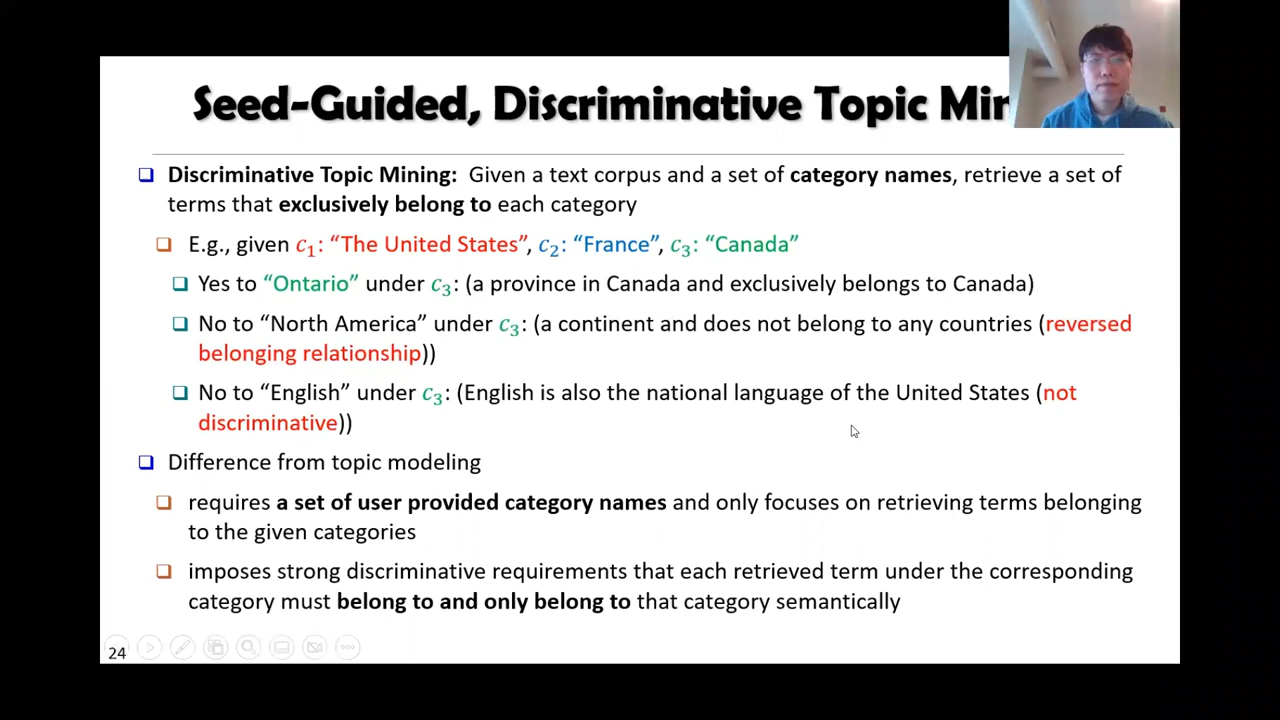 Seed-Guided, Discriminative Topic
Discriminative Topic Mining: Given a text corpus and a set of category names, retrieve a set of
terms that exclusively belong to each category
E.g., given c₁: “The United States”, c₂: “France”, c₃: “Canada”
Yes to “Ontario” under c₃: (a province in Canada and exclusively belongs to Canada)
No to “North America” under c₃: (a continent and does not belong to any countries (reversed
belonging relationship))
No to “English” under c₃: (English is also the national language of the United States (not
discriminative))
Difference from topic modeling
requires a set of user provided category names and only focuses on retrieving terms belonging
to the given categories
imposes strong discriminative requirements that each retrieved term under the corresponding
category must belong to and only belong to that category semantically
24